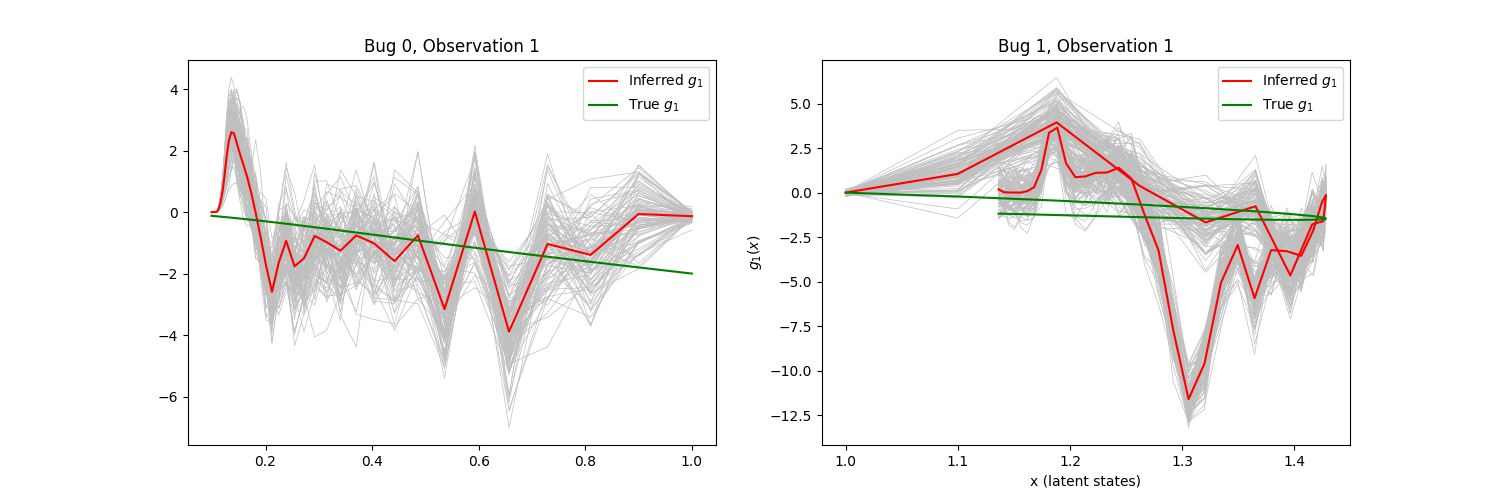 Bug 0, Observation 1
Inferred g₁
True g₁
4
2
0
−2
−4
−6
0.2 0.4 0.6 0.8 1.0
Bug 1, Observation 1
Inferred g₁
True g₁
g₁(x)
5.0
2.5
0.0
−2.5
−5.0
−7.5
−10.0
−12.5
1.0 1.1 1.2 1.3 1.4
x (latent states)